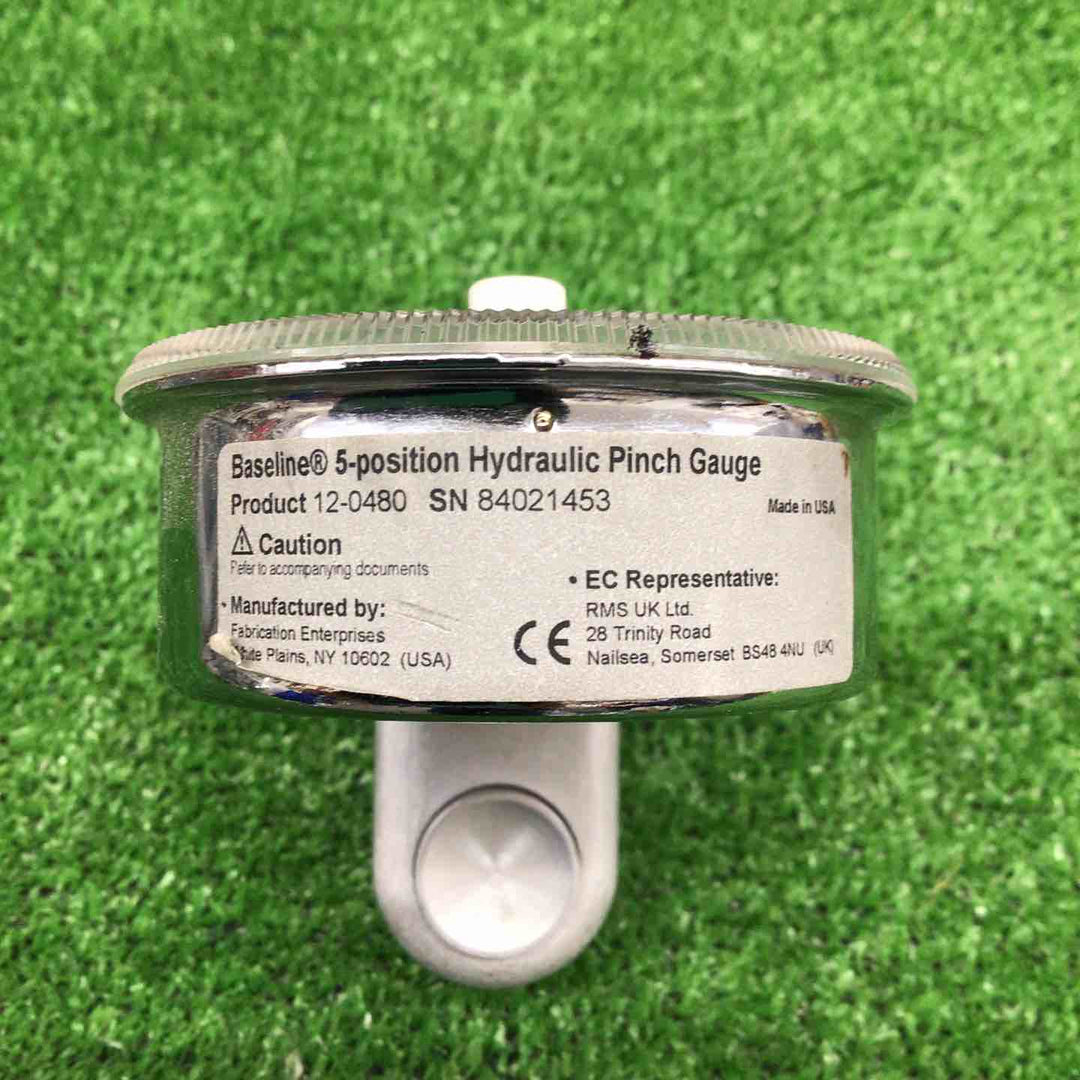 Baseline® 5-position Hydraulic Pinch Gauge
Product 12-0480 SN 84021453
Made in USA
⚠ Caution
Refer to accompanying documents
• Manufactured by:
Fabrication Enterprises
White Plains, NY 10602 (USA)
CE
• EC Representative:
RMS UK Ltd.
28 Trinity Road
Nailsea, Somerset BS48 4NU (UK)